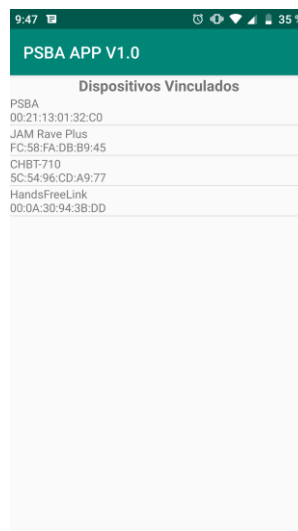 9:47 35 %
PSBA APP V1.0
Dispositivos Vinculados
PSBA
00:21:13:01:32:C0
JAM Rave Plus
FC:58:FA:DB:B9:45
CHBT-710
5C:54:96:CD:A9:77
HandsFreeLink
00:0A:30:94:3B:DD